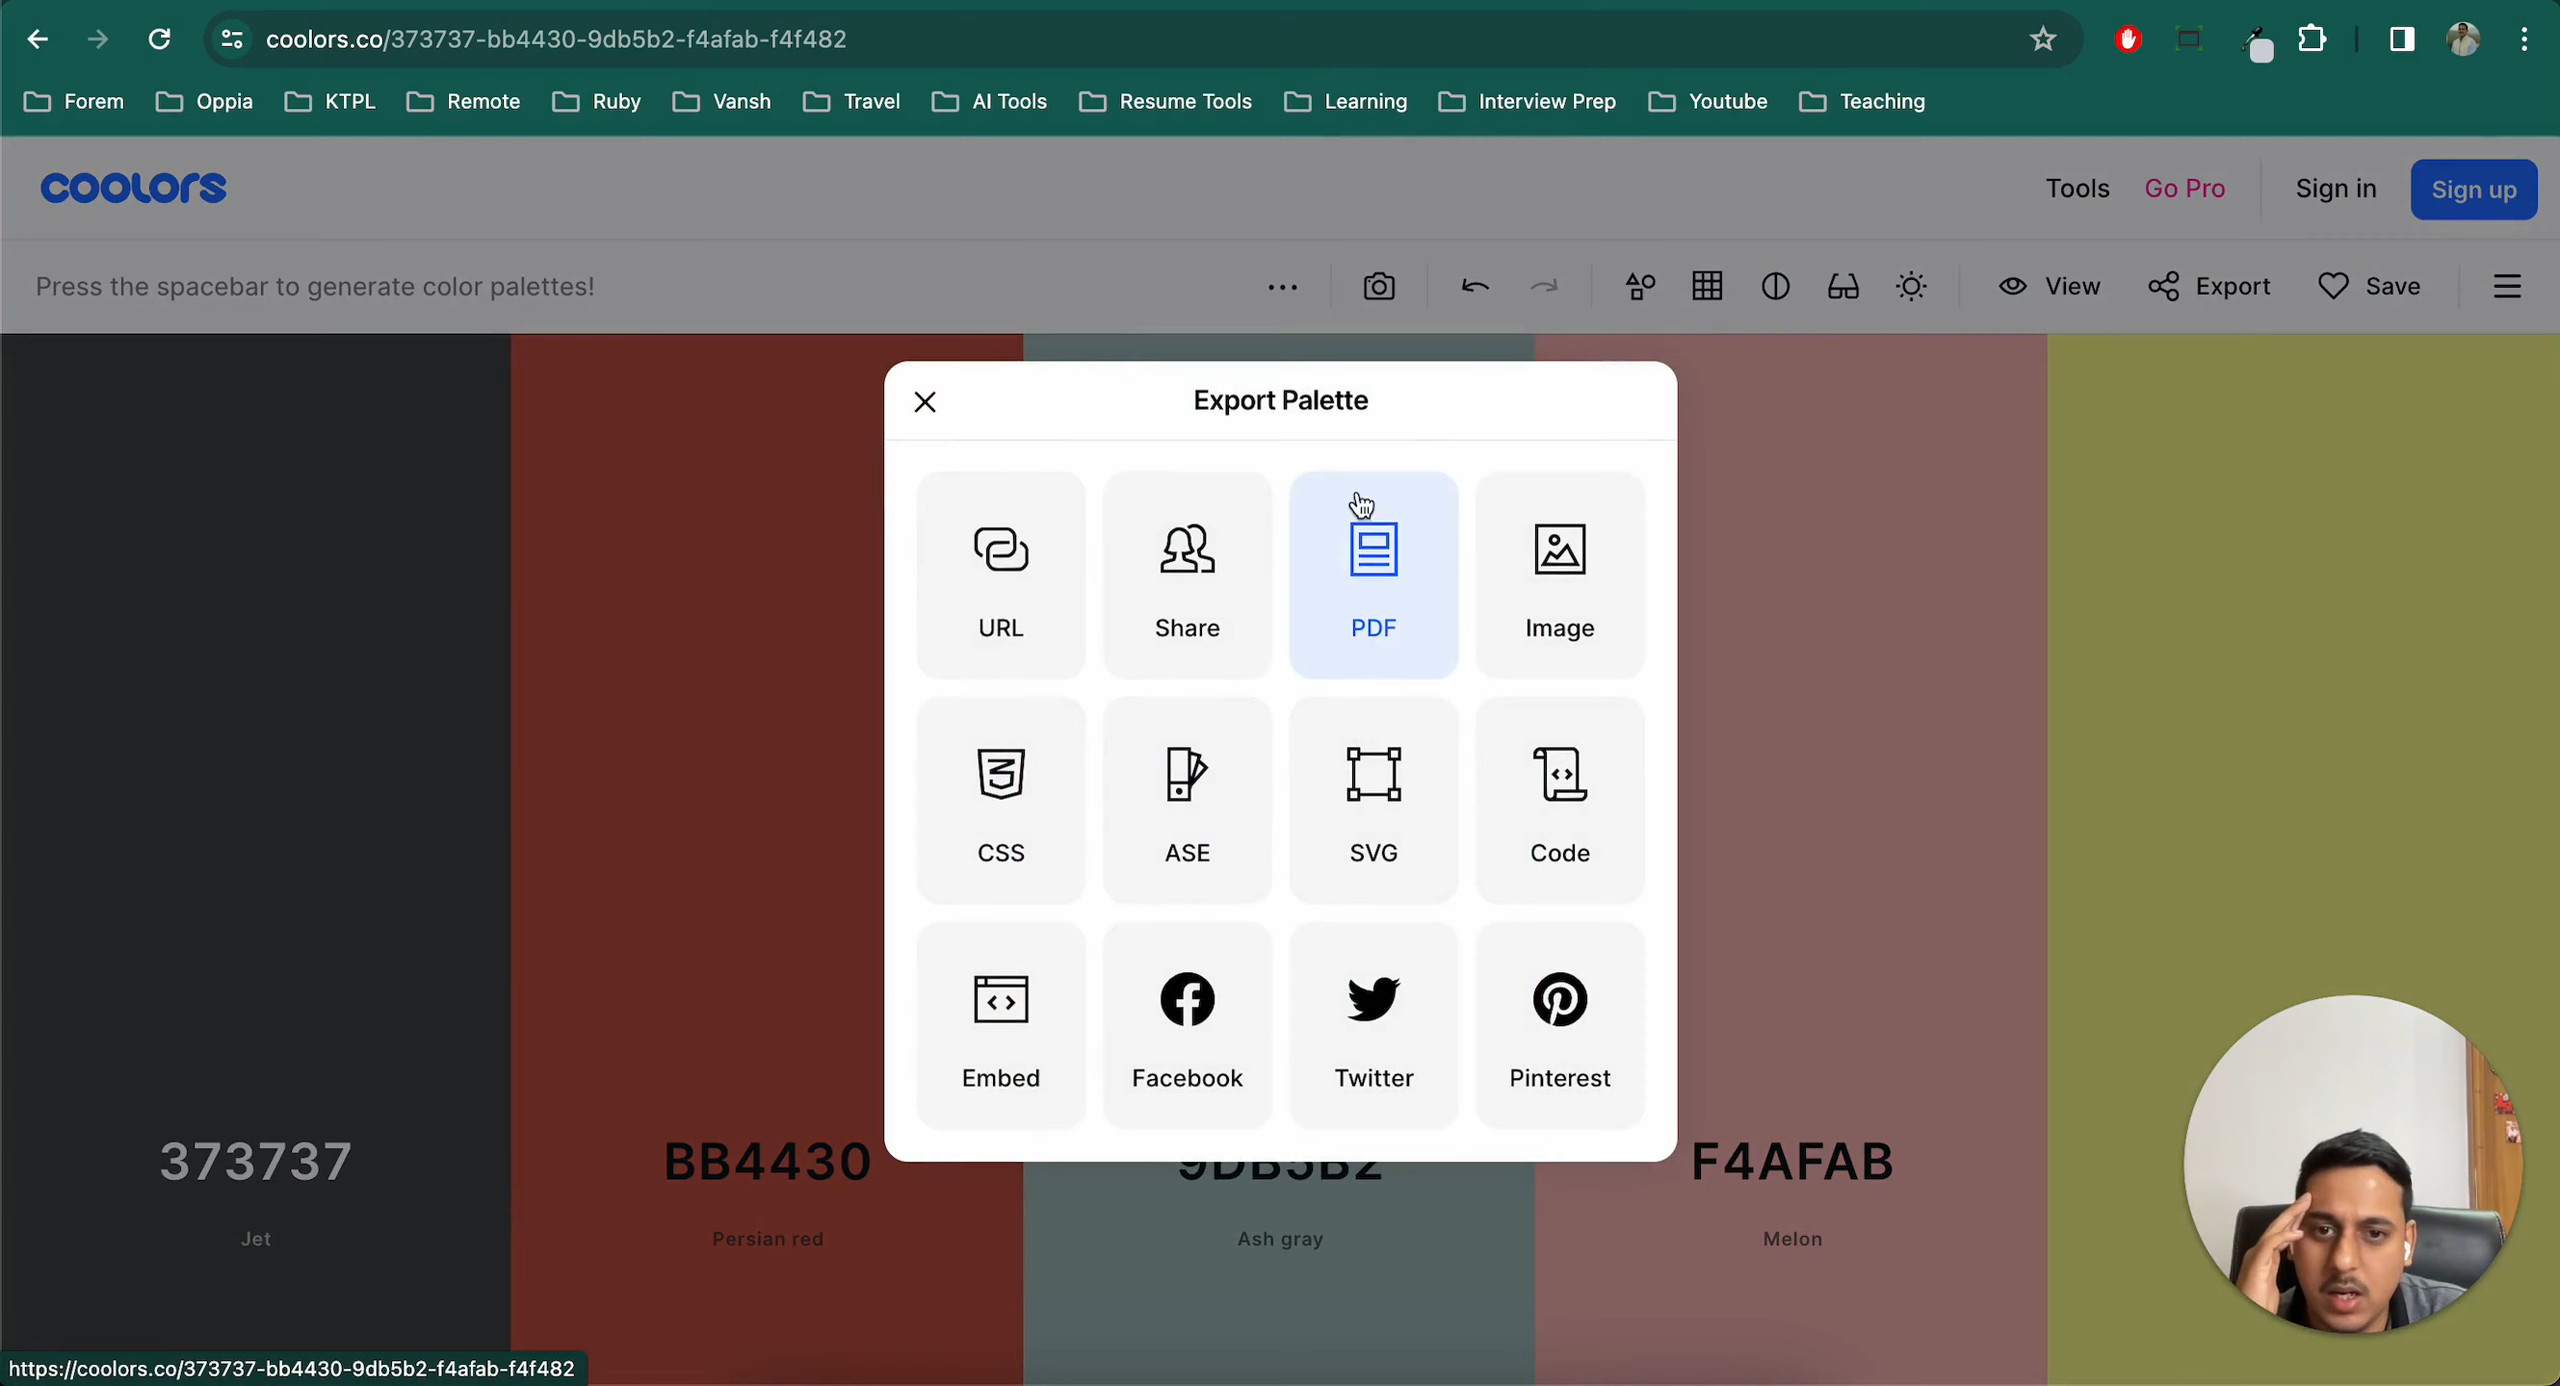 coolors.co/373737-bb4430-9db5b2-f4afab-f4f482
Forem Oppia KTPL Remote Ruby Vansh Travel AI Tools Resume Tools Learning Interview Prep Youtube Teaching
coolors
Tools Go Pro Sign in Sign up
Press the spacebar to generate color palettes!
View Export Save
Export Palette
URL Share PDF Image
CSS ASE SVG Code
Embed Facebook Twitter Pinterest
373737 BB4430 9DB5B2 F4AFAB
Jet Persian red Ash gray Melon
https://coolors.co/373737-bb4430-9db5b2-f4afab-f4f482